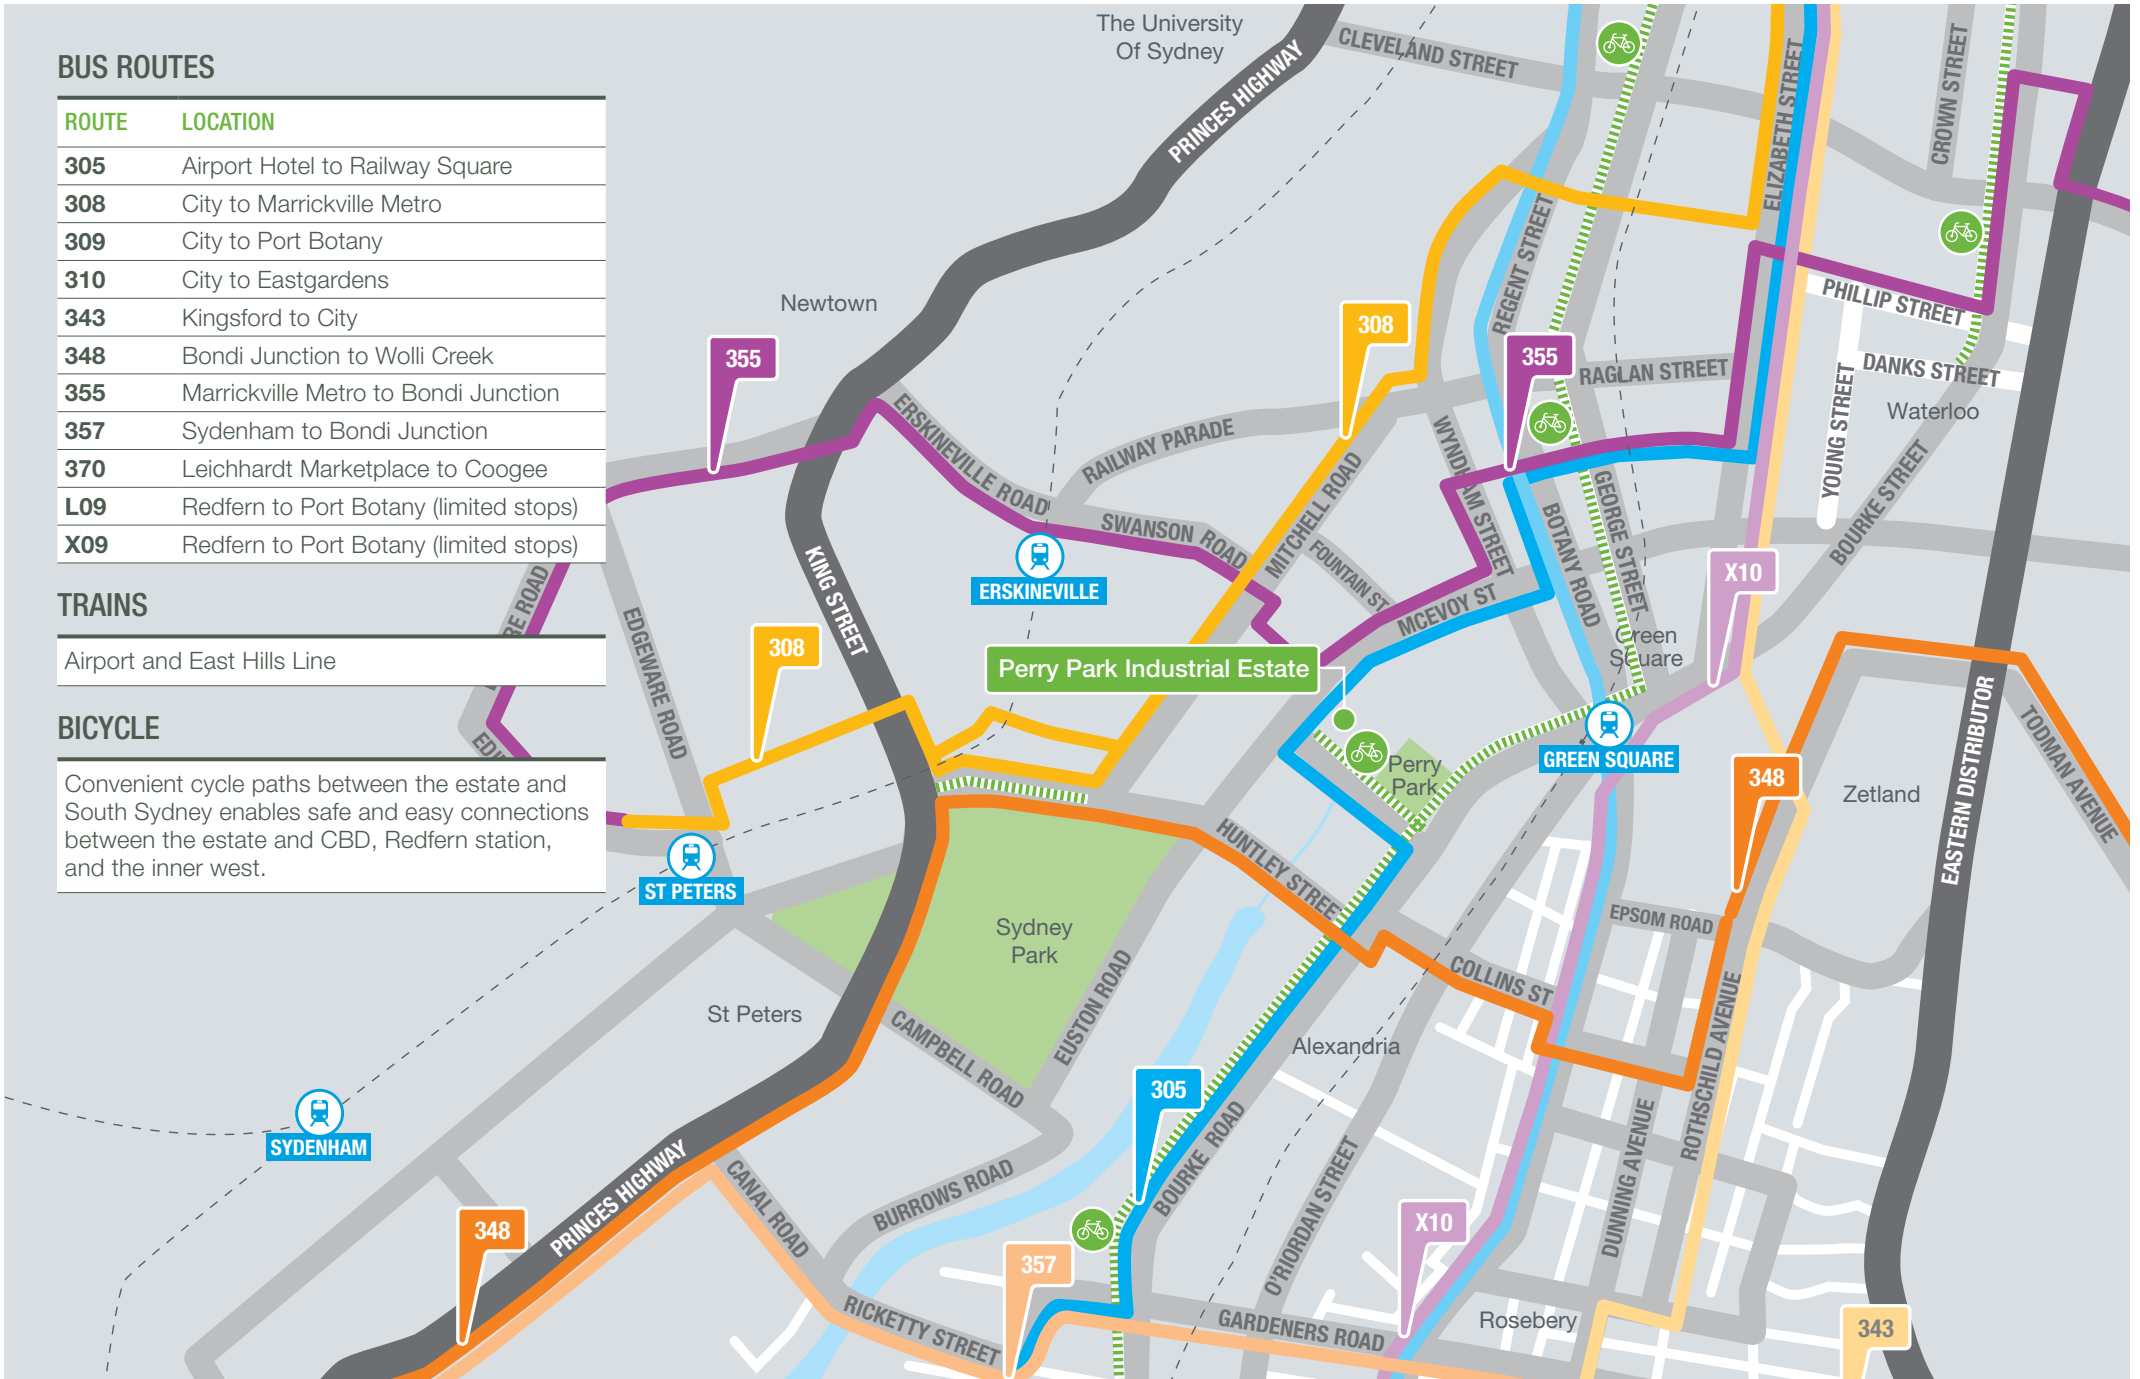 BUS ROUTES
ROUTE LOCATION
305 Airport Hotel to Railway Square
308 City to Marrickville Metro
309 City to Port Botany
310 City to Eastgardens
343 Kingsford to City
348 Bondi Junction to Wolli Creek
355 Marrickville Metro to Bondi Junction
357 Sydenham to Bondi Junction
370 Leichhardt Marketplace to Coogee
L09 Redfern to Port Botany (limited stops)
X09 Redfern to Port Botany (limited stops)
TRAINS
Airport and East Hills Line
BICYCLE
Convenient cycle paths between the estate and
South Sydney enables safe and easy connections
between the estate and CBD, Redfern station,
and the inner west.
The University
Of Sydney
PRINCES HIGHWAY
CLEVELAND STREET
ELIZABETH STREET
CROWN STREET
REGENT STREET
Newtown
308
355
355
PHILLIP STREET
RAGLAN STREET
DANKS STREET
YOUNG STREET
Waterloo
ERSKINEVILLE ROAD
RAILWAY PARADE
WYNDHAM STREET
MITCHELL ROAD
SWANSON ROAD
FOUNTAIN ST
BOTANY ROAD
GEORGE STREET
BOURKE STREET
KING STREET
ERSKINEVILLE
MCEVOY ST
X10
ROAD
EDGEWARE ROAD
308
Green
Square
Perry Park Industrial Estate
EASTERN DISTRIBUTOR
TODMAN AVENUE
GREEN SQUARE
348
Perry
Park
Zetland
HUNTLEY STREET
ST PETERS
EPSOM ROAD
Sydney
Park
COLLINS ST
EUSTON ROAD
St Peters
CAMPBELL ROAD
Alexandria
ROTHSCHILD AVENUE
305
SYDENHAM
BOURKE ROAD
DUNNING AVENUE
O'RIORDAN STREET
PRINCES HIGHWAY
CANAL ROAD
BURROWS ROAD
348
X10
357
RICKETTY STREET
GARDENERS ROAD
Rosebery
343